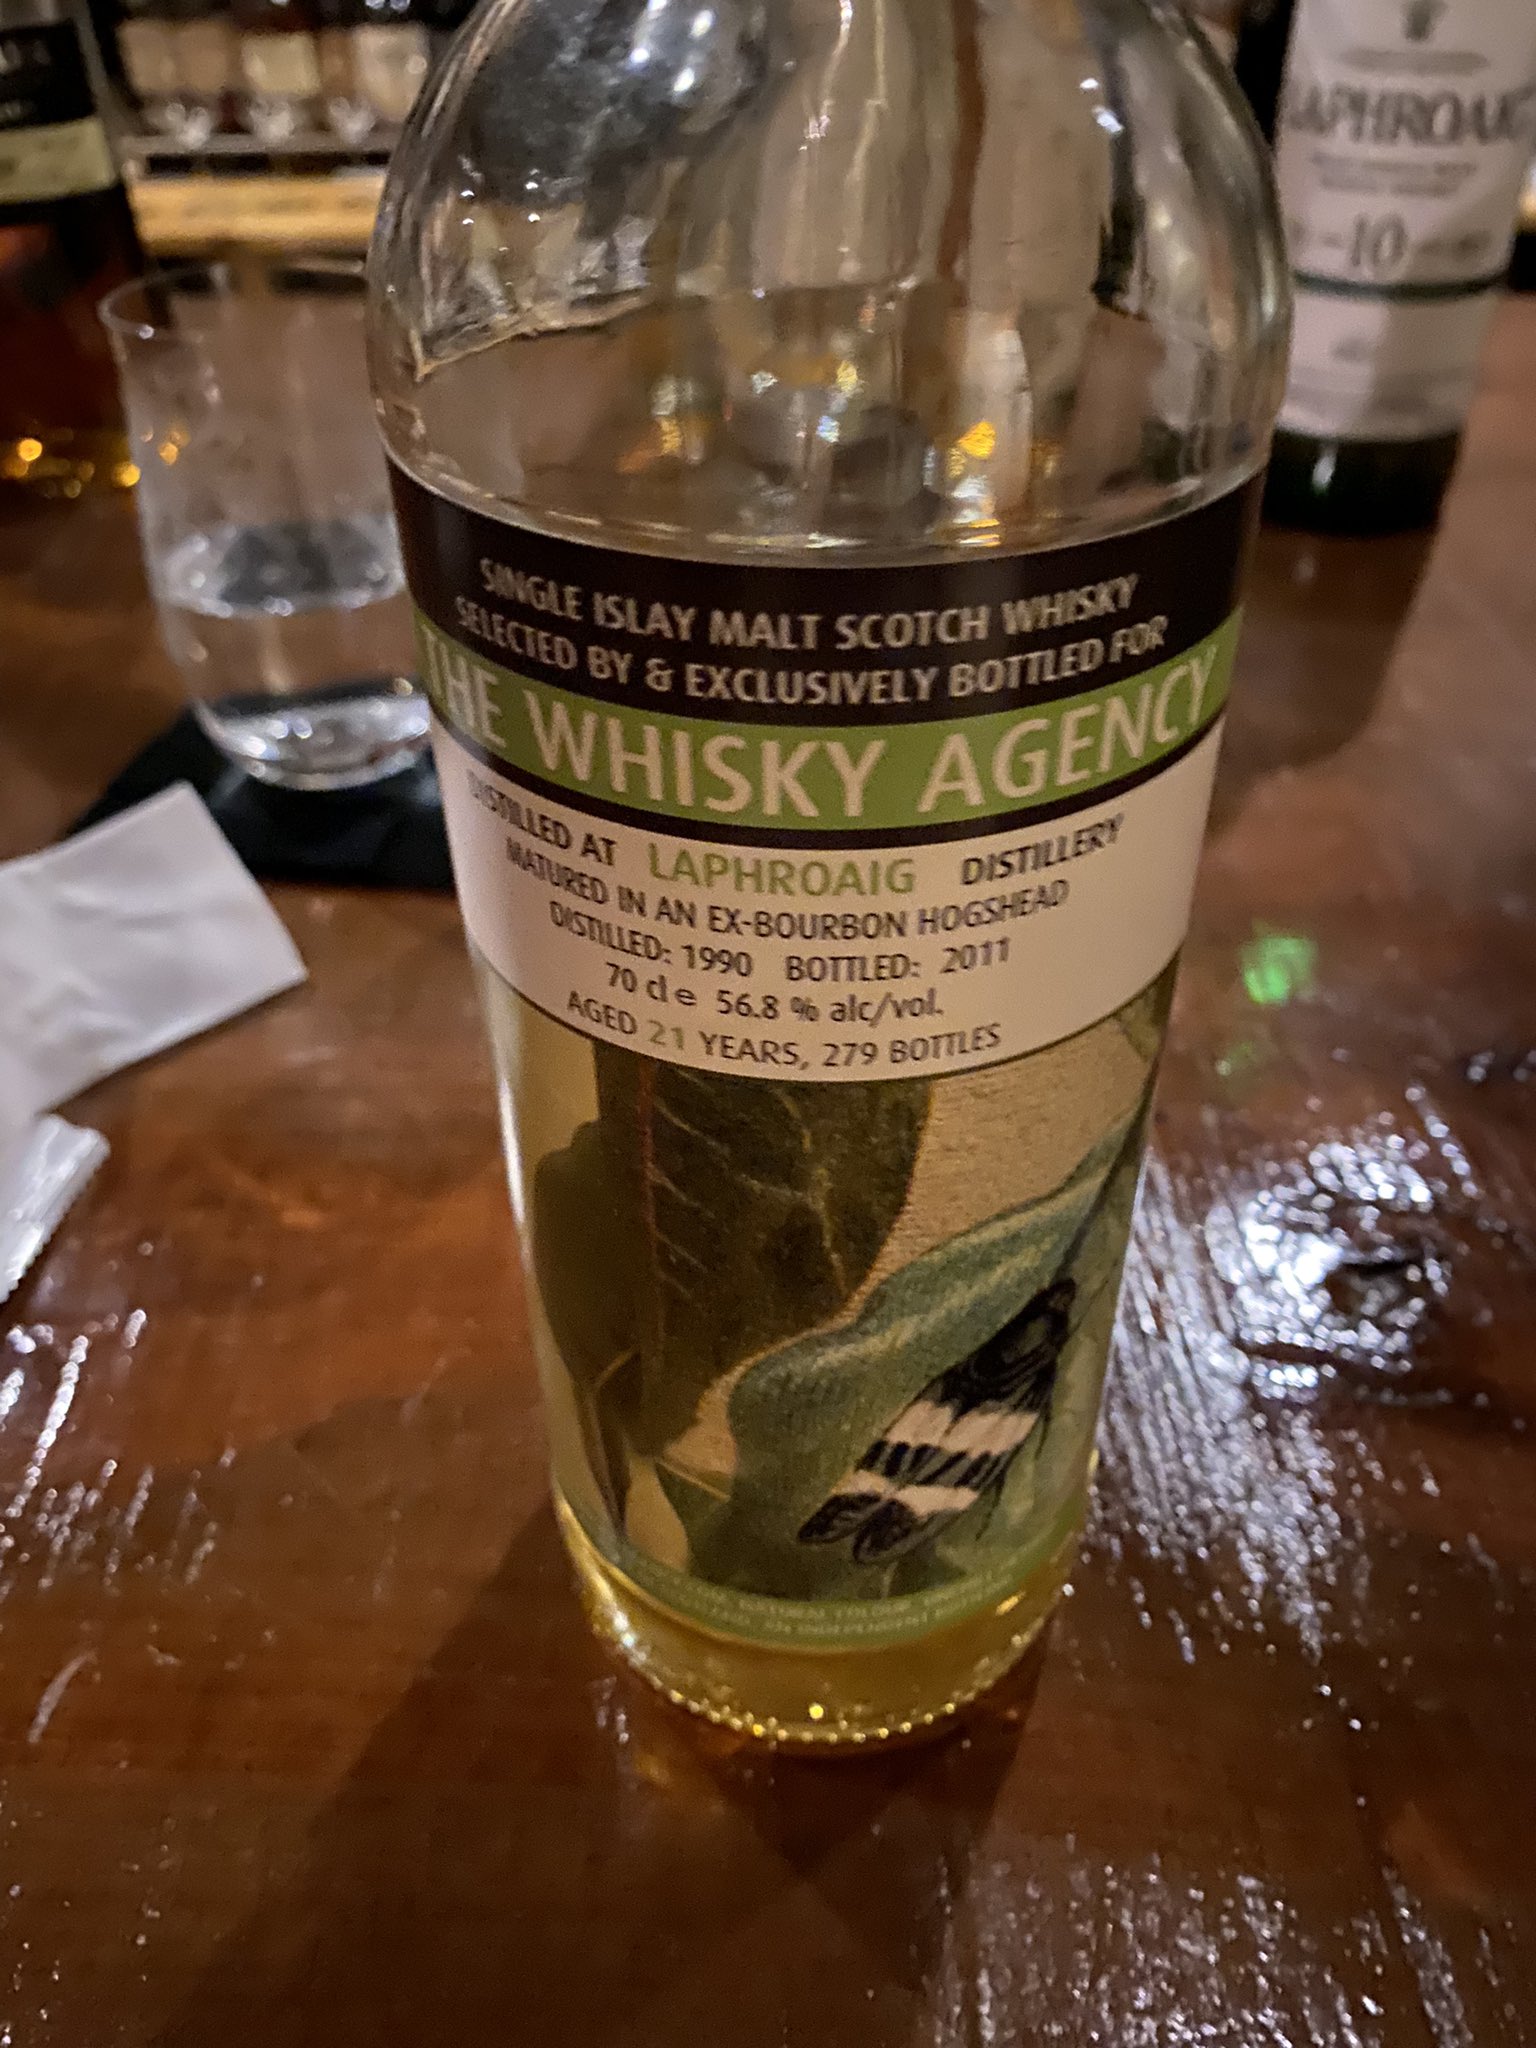 SINGLE ISLAY MALT SCOTCH WHISKY
SELECTED BY & EXCLUSIVELY BOTTLED FOR
THE WHISKY AGENCY
DISTILLED AT LAPHROAIG DISTILLERY
MATURED IN AN EX-BOURBON HOGSHEAD
DISTILLED: 1990 BOTTLED: 2011
70 cl e 56.8 % alc/vol.
AGED 21 YEARS, 279 BOTTLES
LAPHROAIG
10